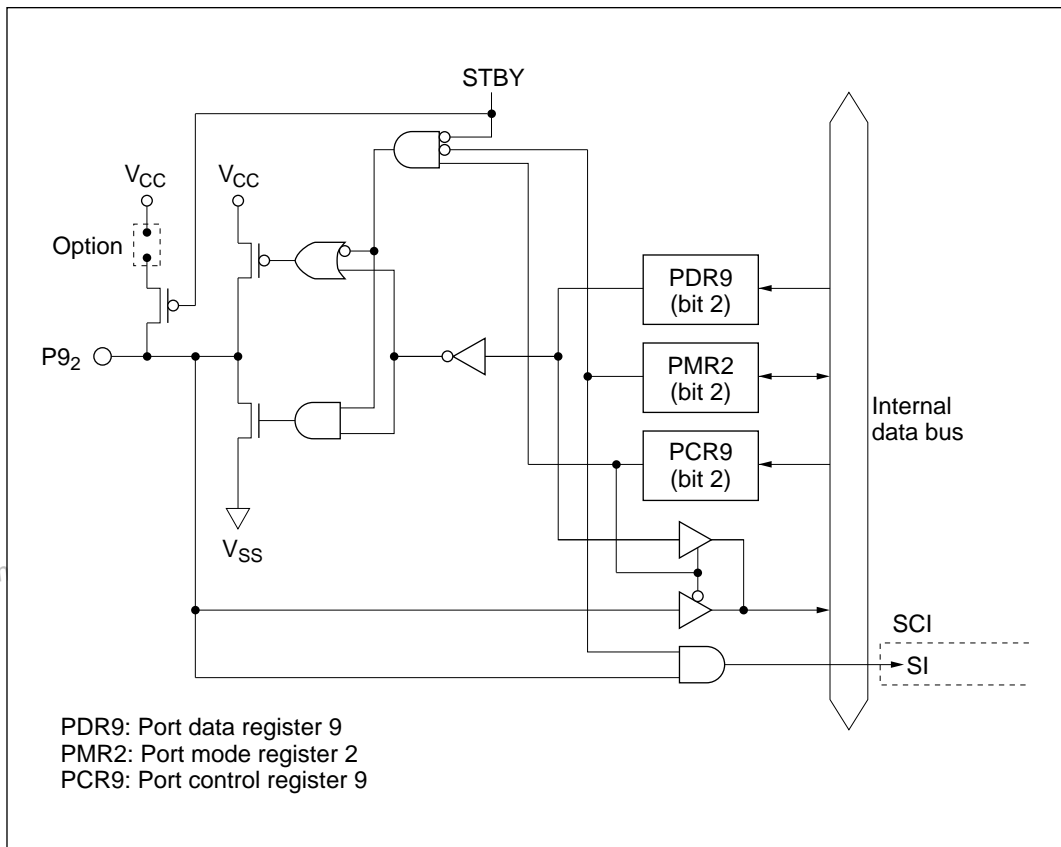 STBY
VCC
VCC
Option
P92
VSS
PDR9
(bit 2)
PMR2
(bit 2)
PCR9
(bit 2)
Internal
data bus
SCI
SI
PDR9: Port data register 9
PMR2: Port mode register 2
PCR9: Port control register 9